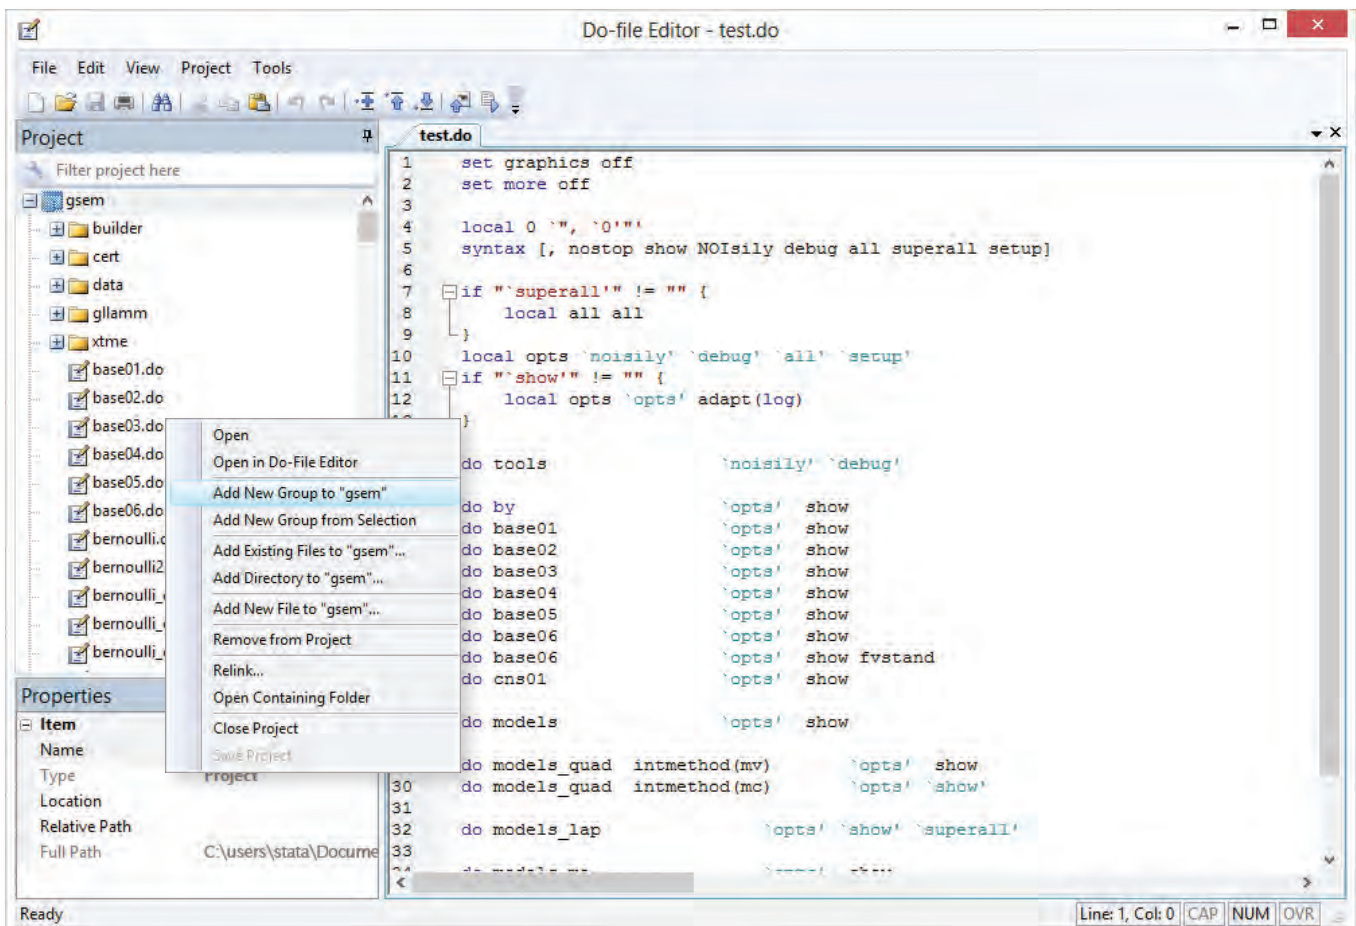 Do-file Editor - test.do
File Edit View Project Tools
Project
Filter project here
gsem
builder
cert
data
gllamm
xtme
base01.do
base02.do
base03.do
base04.do
base05.do
base06.do
bernoulli.
bernoulli2
bernoulli_
bernoulli_
bernoulli_
Open
Open in Do-File Editor
Add New Group to "gsem"
Add New Group from Selection
Add Existing Files to "gsem"...
Add Directory to "gsem"...
Add New File to "gsem"...
Remove from Project
Relink...
Open Containing Folder
Close Project
Save Project
Properties
Item
Name
Type Project
Location
Relative Path
Full Path C:\users\stata\Docume
test.do
1 set graphics off
2 set more off
3
4 local 0 `", `0'"'
5 syntax [, nostop show NOIsily debug all superall setup]
6
7 if "`superall'" != "" {
8 local all all
9 }
10 local opts `noisily' `debug' `all' `setup'
11 if "`show'" != "" {
12 local opts `opts' adapt(log)
}
do tools `noisily' `debug'
do by `opts' show
do base01 `opts' show
do base02 `opts' show
do base03 `opts' show
do base04 `opts' show
do base05 `opts' show
do base06 `opts' show
do base06 `opts' show fvstand
do cns01 `opts' show
do models `opts' show
do models_quad intmethod(mv) `opts' show
30 do models_quad intmethod(mc) `opts' `show'
31
32 do models_lap `opts' `show' `superall'
33
Ready
Line: 1, Col: 0 CAP NUM OVR